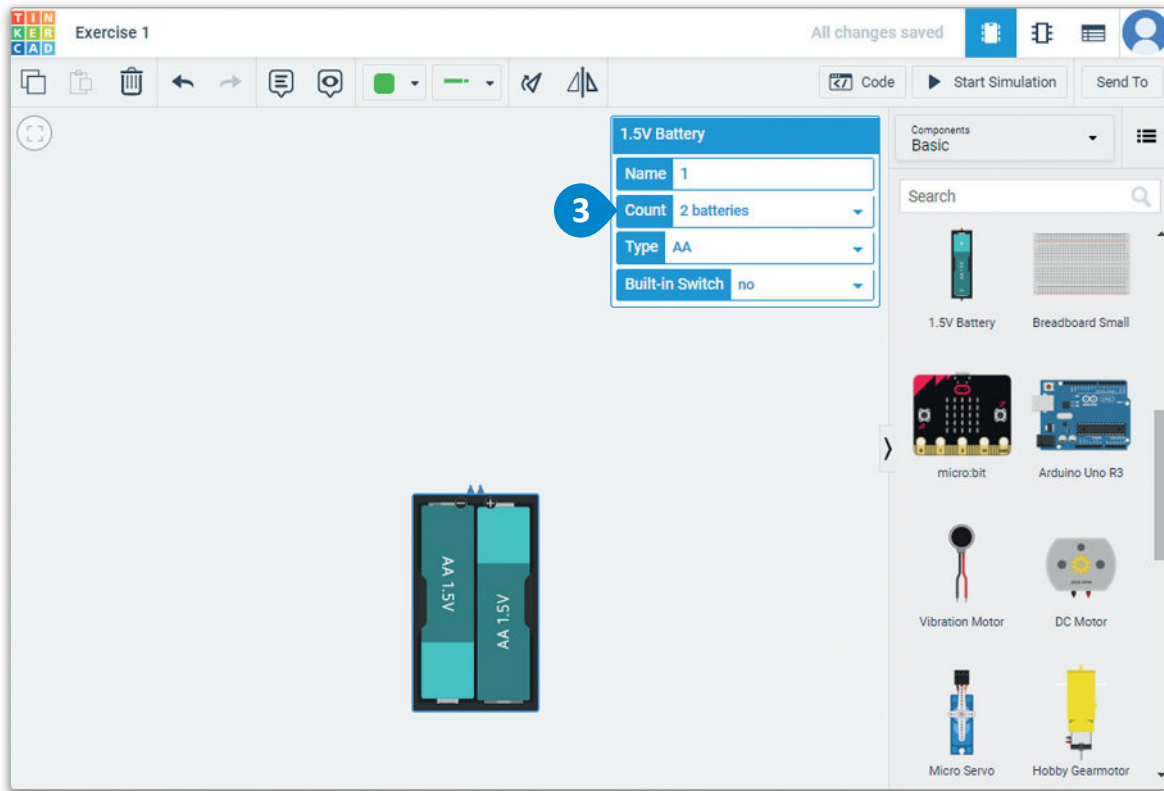 TIN
KER
CAD
Exercise 1
All changes saved
Code
Start Simulation
Send To
1.5V Battery
Name 1
3
Count 2 batteries
Type AA
Built-in Switch no
Components
Basic
Search
1.5V Battery
Breadboard Small
micro:bit
Arduino Uno R3
Vibration Motor
DC Motor
Micro Servo
Hobby Gearmotor
AA 1.5V
AA 1.5V